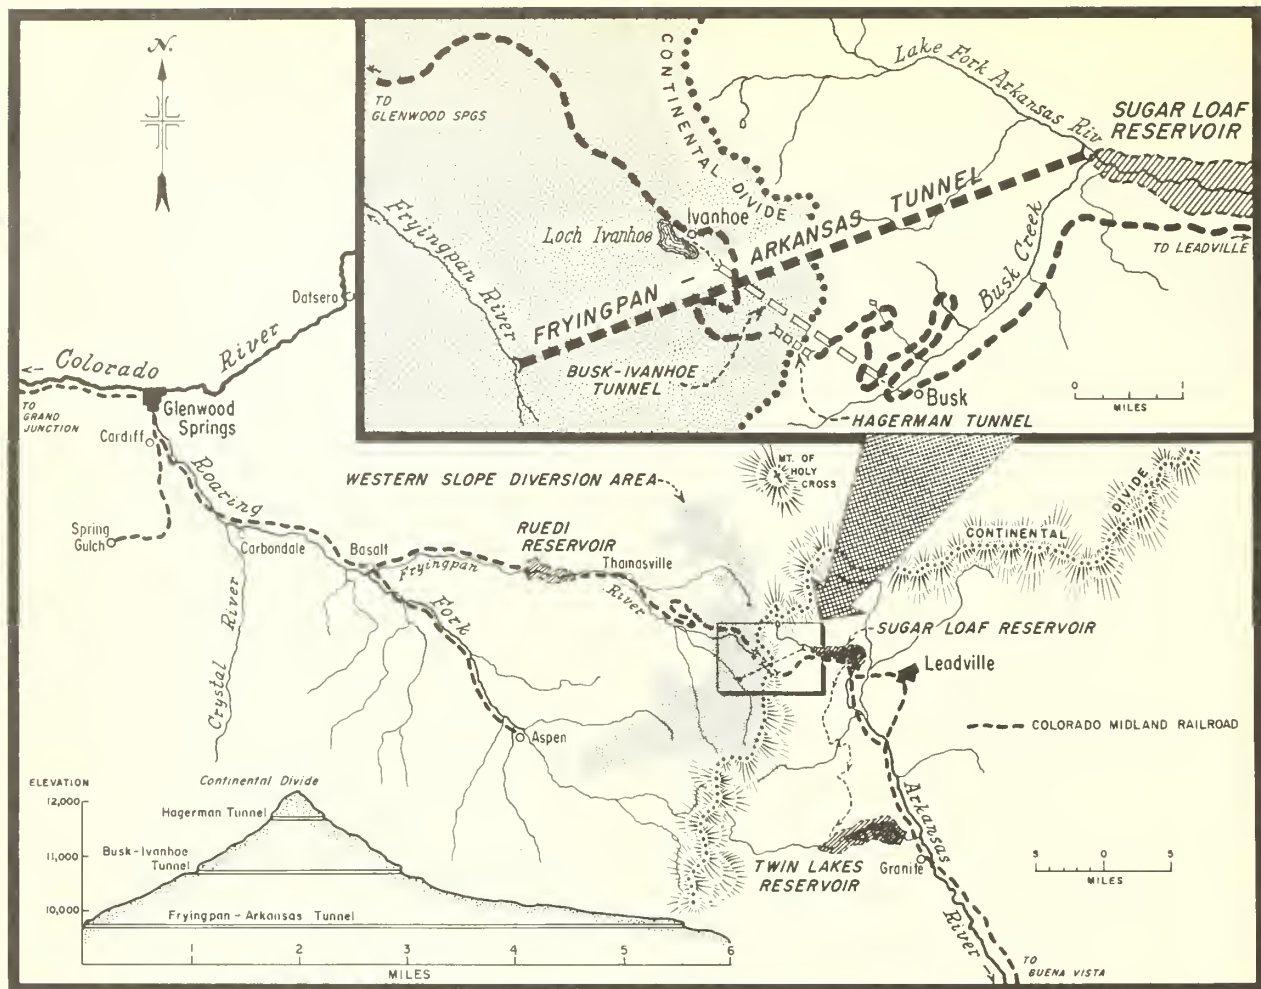 N.
TO
GLENWOOD SPGS
CONTINENTAL DIVIDE
Lake Fork Arkansas Riv
SUGAR LOAF
RESERVOIR
Fryingpan River
Loch Ivanhoe
Ivanhoe
FRYINGPAN - ARKANSAS TUNNEL
Busk Creek
TO LEADVILLE
BUSK-IVANHOE
TUNNEL
HAGERMAN TUNNEL
Busk
0 1
MILES
Datsero
Colorado River
TO
GRAND
JUNCTION
Glenwood
Springs
Cardiff
Roaring Fork
Spring
Gulch
Carbondale
Basalt
Crystal River
Fryingpan River
WESTERN SLOPE DIVERSION AREA
RUEDI
RESERVOIR
Thomasville
MT. OF
HOLY
CROSS
CONTINENTAL DIVIDE
SUGAR LOAF RESERVOIR
Leadville
COLORADO MIDLAND RAILROAD
Aspen
Arkansas River
TWIN LAKES
RESERVOIR
Granite
5 0 5
MILES
TO
BUENA VISTA
ELEVATION
Continental Divide
12,000
Hagerman Tunnel
Busk-Ivanhoe
Tunnel
11,000
10,000
Fryingpan-Arkansas Tunnel
1 2 3 4 5 6
MILES